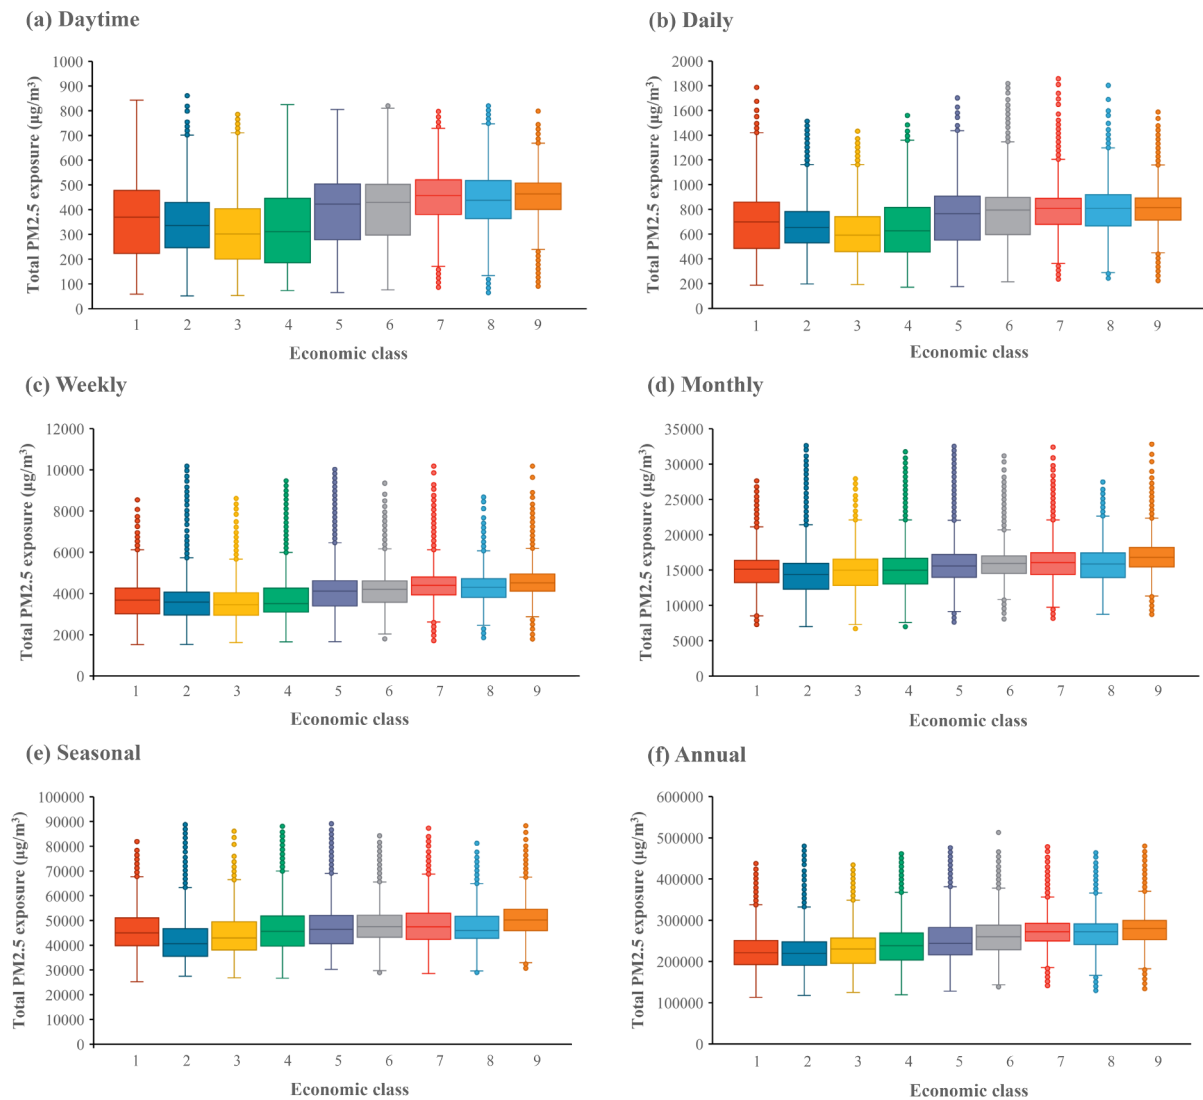 (a) Daytime
Total PM2.5 exposure (μg/m³)
1000
900
800
700
600
500
400
300
200
100
0
1 2 3 4 5 6 7 8 9
Economic class
(b) Daily
Total PM2.5 exposure (μg/m³)
2000
1800
1600
1400
1200
1000
800
600
400
200
0
1 2 3 4 5 6 7 8 9
Economic class
(c) Weekly
Total PM2.5 exposure (μg/m³)
12000
10000
8000
6000
4000
2000
0
1 2 3 4 5 6 7 8 9
Economic class
(d) Monthly
Total PM2.5 exposure (μg/m³)
35000
30000
25000
20000
15000
10000
5000
0
1 2 3 4 5 6 7 8 9
Economic class
(e) Seasonal
Total PM2.5 exposure (μg/m³)
100000
90000
80000
70000
60000
50000
40000
30000
20000
10000
0
1 2 3 4 5 6 7 8 9
Economic class
(f) Annual
Total PM2.5 exposure (μg/m³)
600000
500000
400000
300000
200000
100000
0
1 2 3 4 5 6 7 8 9
Economic class